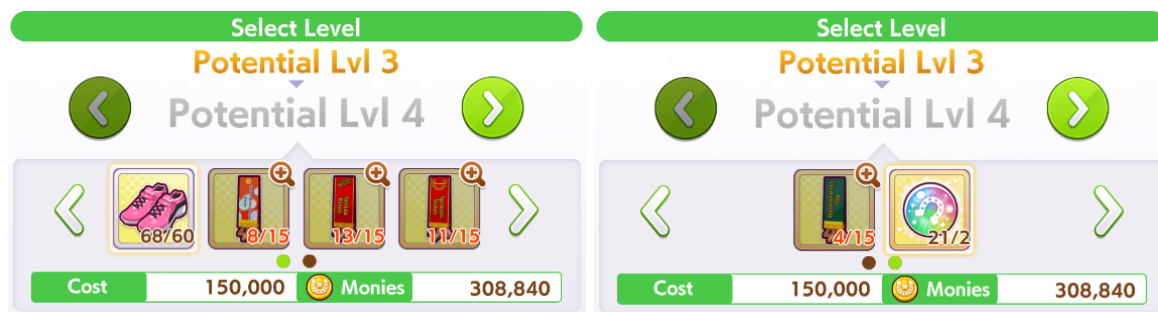 Select Level
Potential Lvl 3
Potential Lvl 4
68/60
8/15
13/15
11/15
Cost 150,000 Monies 308,840
Select Level
Potential Lvl 3
Potential Lvl 4
4/15
21/2
Cost 150,000 Monies 308,840